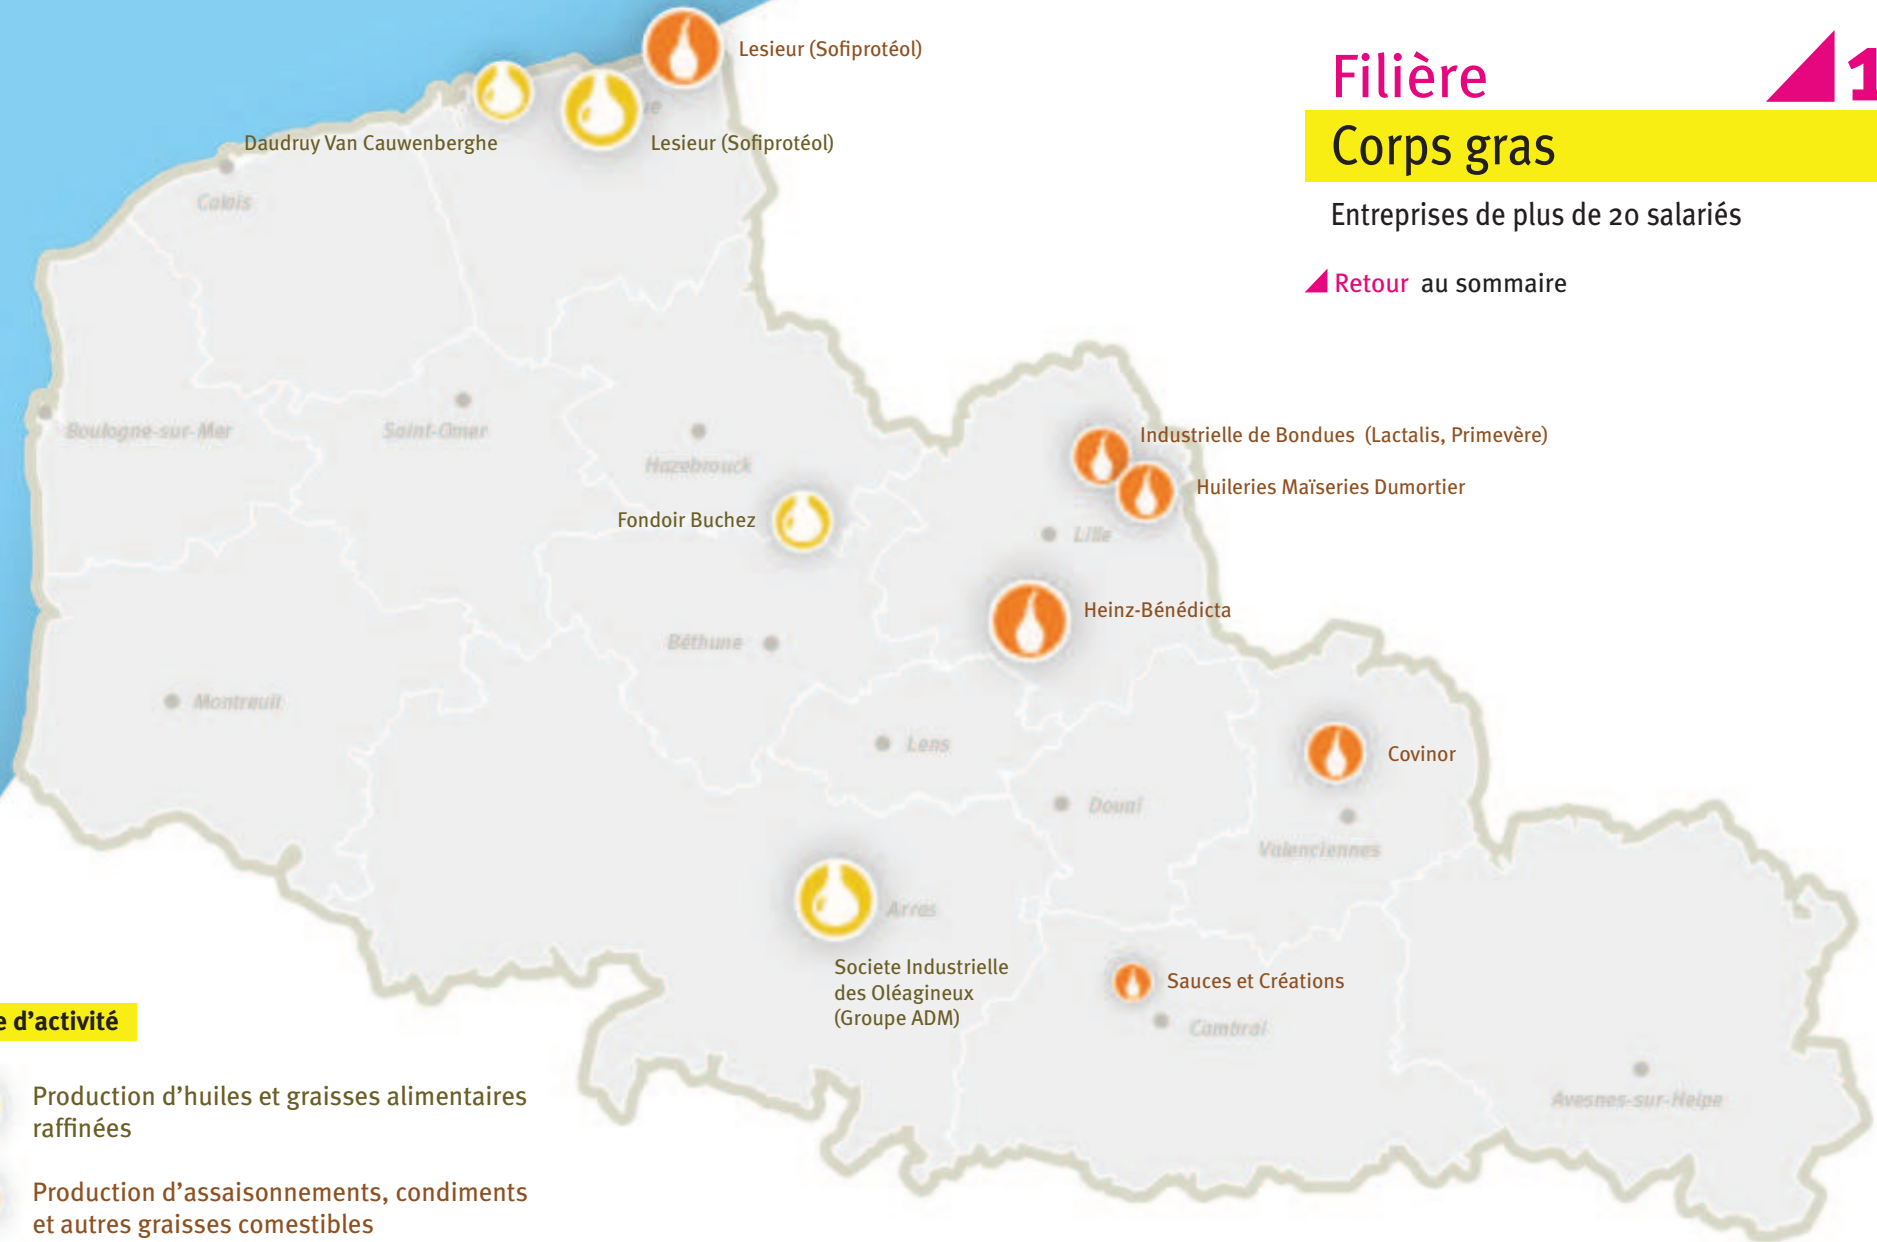 Lesieur (Sofiprotéol)
Filière
1
Corps gras
Daudruy Van Cauwenberghe
Lesieur (Sofiprotéol)
Calais
Entreprises de plus de 20 salariés
Retour au sommaire
Boulogne-sur-Mer
Saint-Omer
Hazebrouck
Industrielle de Bondues (Lactalis, Primevère)
Huileries Maïseries Dumortier
Fondoir Buchez
Lille
Heinz-Bénédicta
Béthune
Montreuil
Lens
Covinor
Douai
Valenciennes
Arras
Societe Industrielle
des Oléagineux
(Groupe ADM)
Sauces et Créations
Cambrai
e d'activité
Avesnes-sur-Helpe
Production d'huiles et graisses alimentaires
raffinées
Production d'assaisonnements, condiments
et autres graisses comestibles